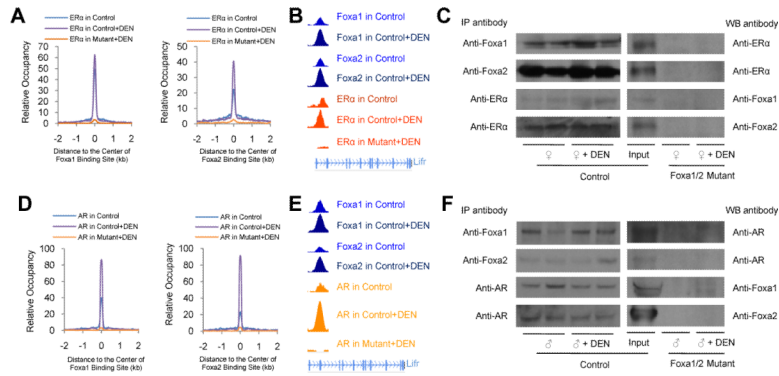 A
ERα in Control
ERα in Control+DEN
ERα in Mutant+DEN
Relative Occupancy
70
60
50
40
30
20
10
0
-2 -1 0 1 2
Distance to the Center of
Foxa1 Binding Site (kb)
ERα in Control
ERα in Control+DEN
ERα in Mutant+DEN
Relative Occupancy
50
40
30
20
10
0
-2 -1 0 1 2
Distance to the Center of
Foxa2 Binding Site (kb)
B
Foxa1 in Control
Foxa1 in Control+DEN
Foxa2 in Control
Foxa2 in Control+DEN
ERα in Control
ERα in Control+DEN
ERα in Mutant+DEN
Lifr
C
IP antibody WB antibody
Anti-Foxa1 Anti-ERα
Anti-Foxa2 Anti-ERα
Anti-ERα Anti-Foxa1
Anti-ERα Anti-Foxa2
♀ ♀ + DEN Input ♀ ♀ + DEN
Control Foxa1/2 Mutant
D
AR in Control
AR in Control+DEN
AR in Mutant+DEN
Relative Occupancy
100
80
60
40
20
0
-2 -1 0 1 2
Distance to the Center of
Foxa1 Binding Site (kb)
AR in Control
AR in Control+DEN
AR in Mutant+DEN
Relative Occupancy
100
80
60
40
20
0
-2 -1 0 1 2
Distance to the Center of
Foxa2 Binding Site (kb)
E
Foxa1 in Control
Foxa1 in Control+DEN
Foxa2 in Control
Foxa2 in Control+DEN
AR in Control
AR in Control+DEN
AR in Mutant+DEN
Lifr
F
IP antibody WB antibody
Anti-Foxa1 Anti-AR
Anti-Foxa2 Anti-AR
Anti-AR Anti-Foxa1
Anti-AR Anti-Foxa2
♂ ♂ + DEN Input ♂ ♂ + DEN
Control Foxa1/2 Mutant